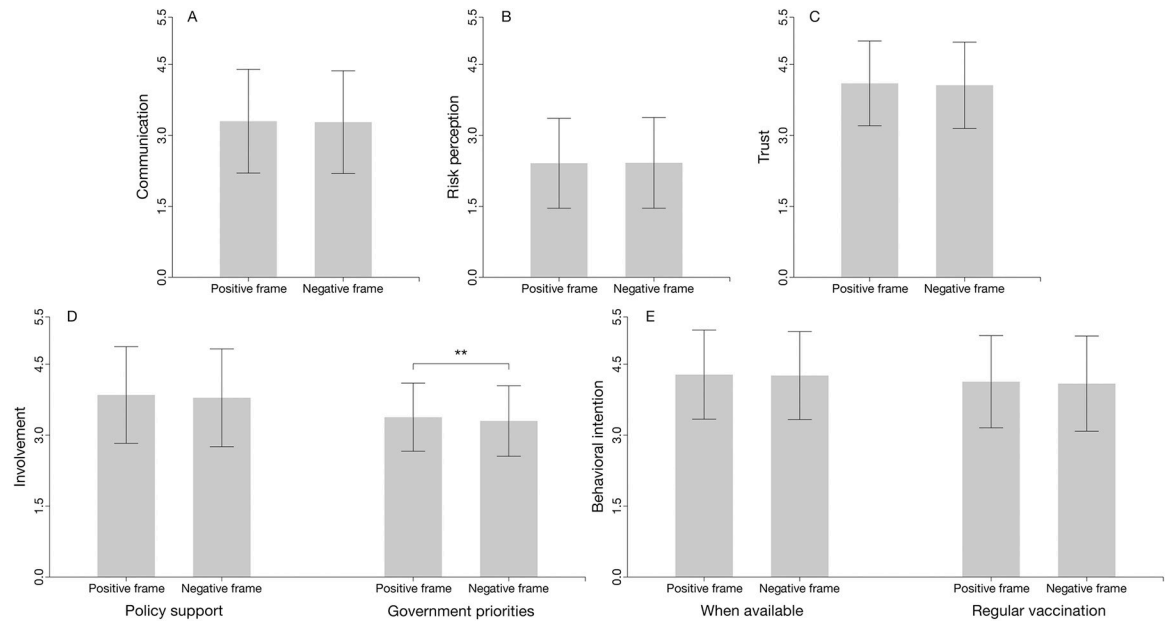 A
5.5
4.5
3.0
1.5
0.0
Communication
Positive frame
Negative frame
B
5.5
4.5
3.0
1.5
0.0
Risk perception
Positive frame
Negative frame
C
5.5
4.5
3.0
1.5
0.0
Trust
Positive frame
Negative frame
D
5.5
4.5
3.0
1.5
0.0
Involvement
**
Positive frame
Negative frame
Positive frame
Negative frame
Policy support
Government priorities
E
5.5
4.5
3.0
1.5
0.0
Behavioral intention
Positive frame
Negative frame
Positive frame
Negative frame
When available
Regular vaccination